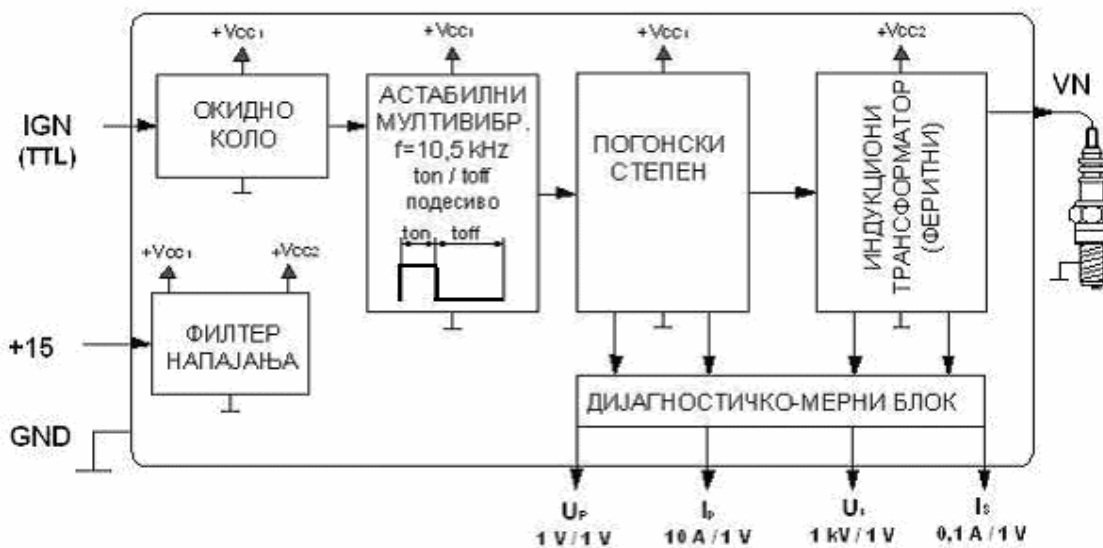 +Vcc1
+Vcc1
+Vcc1
+Vcc2
VN
IGN
(TTL)
ОКИДНО
КОЛО
АСТАБИЛНИ
МУЛТИВИБР.
f=10,5 kHz
ton / toff
подесиво
ton
toff
ПОГОНСКИ
СТЕПЕН
ИНДУКЦИОНИ
ТРАНСФОРМАТОР
(ФЕРИТНИ)
+Vcc1
+Vcc2
+15
ФИЛТЕР
НАПАЈАЊА
GND
ДИЈАГНОСТИЧКО-МЕРНИ БЛОК
Up
1 V / 1 V
Ip
10 A / 1 V
Us
1 kV / 1 V
Is
0,1 A / 1 V